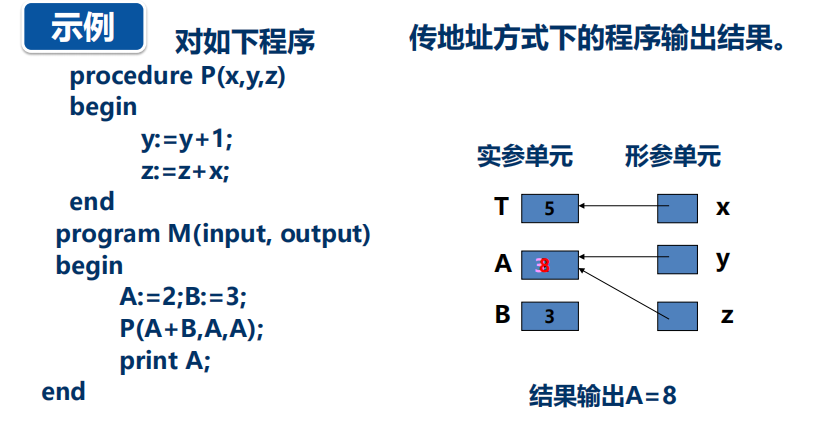 示例
对如下程序
传地址方式下的程序输出结果。
procedure P(x,y,z)
begin
y:=y+1;
z:=z+x;
end
program M(input, output)
begin
A:=2;B:=3;
P(A+B,A,A);
print A;
end
实参单元 形参单元
T 5 x
A 8 y
B 3 z
结果输出A=8